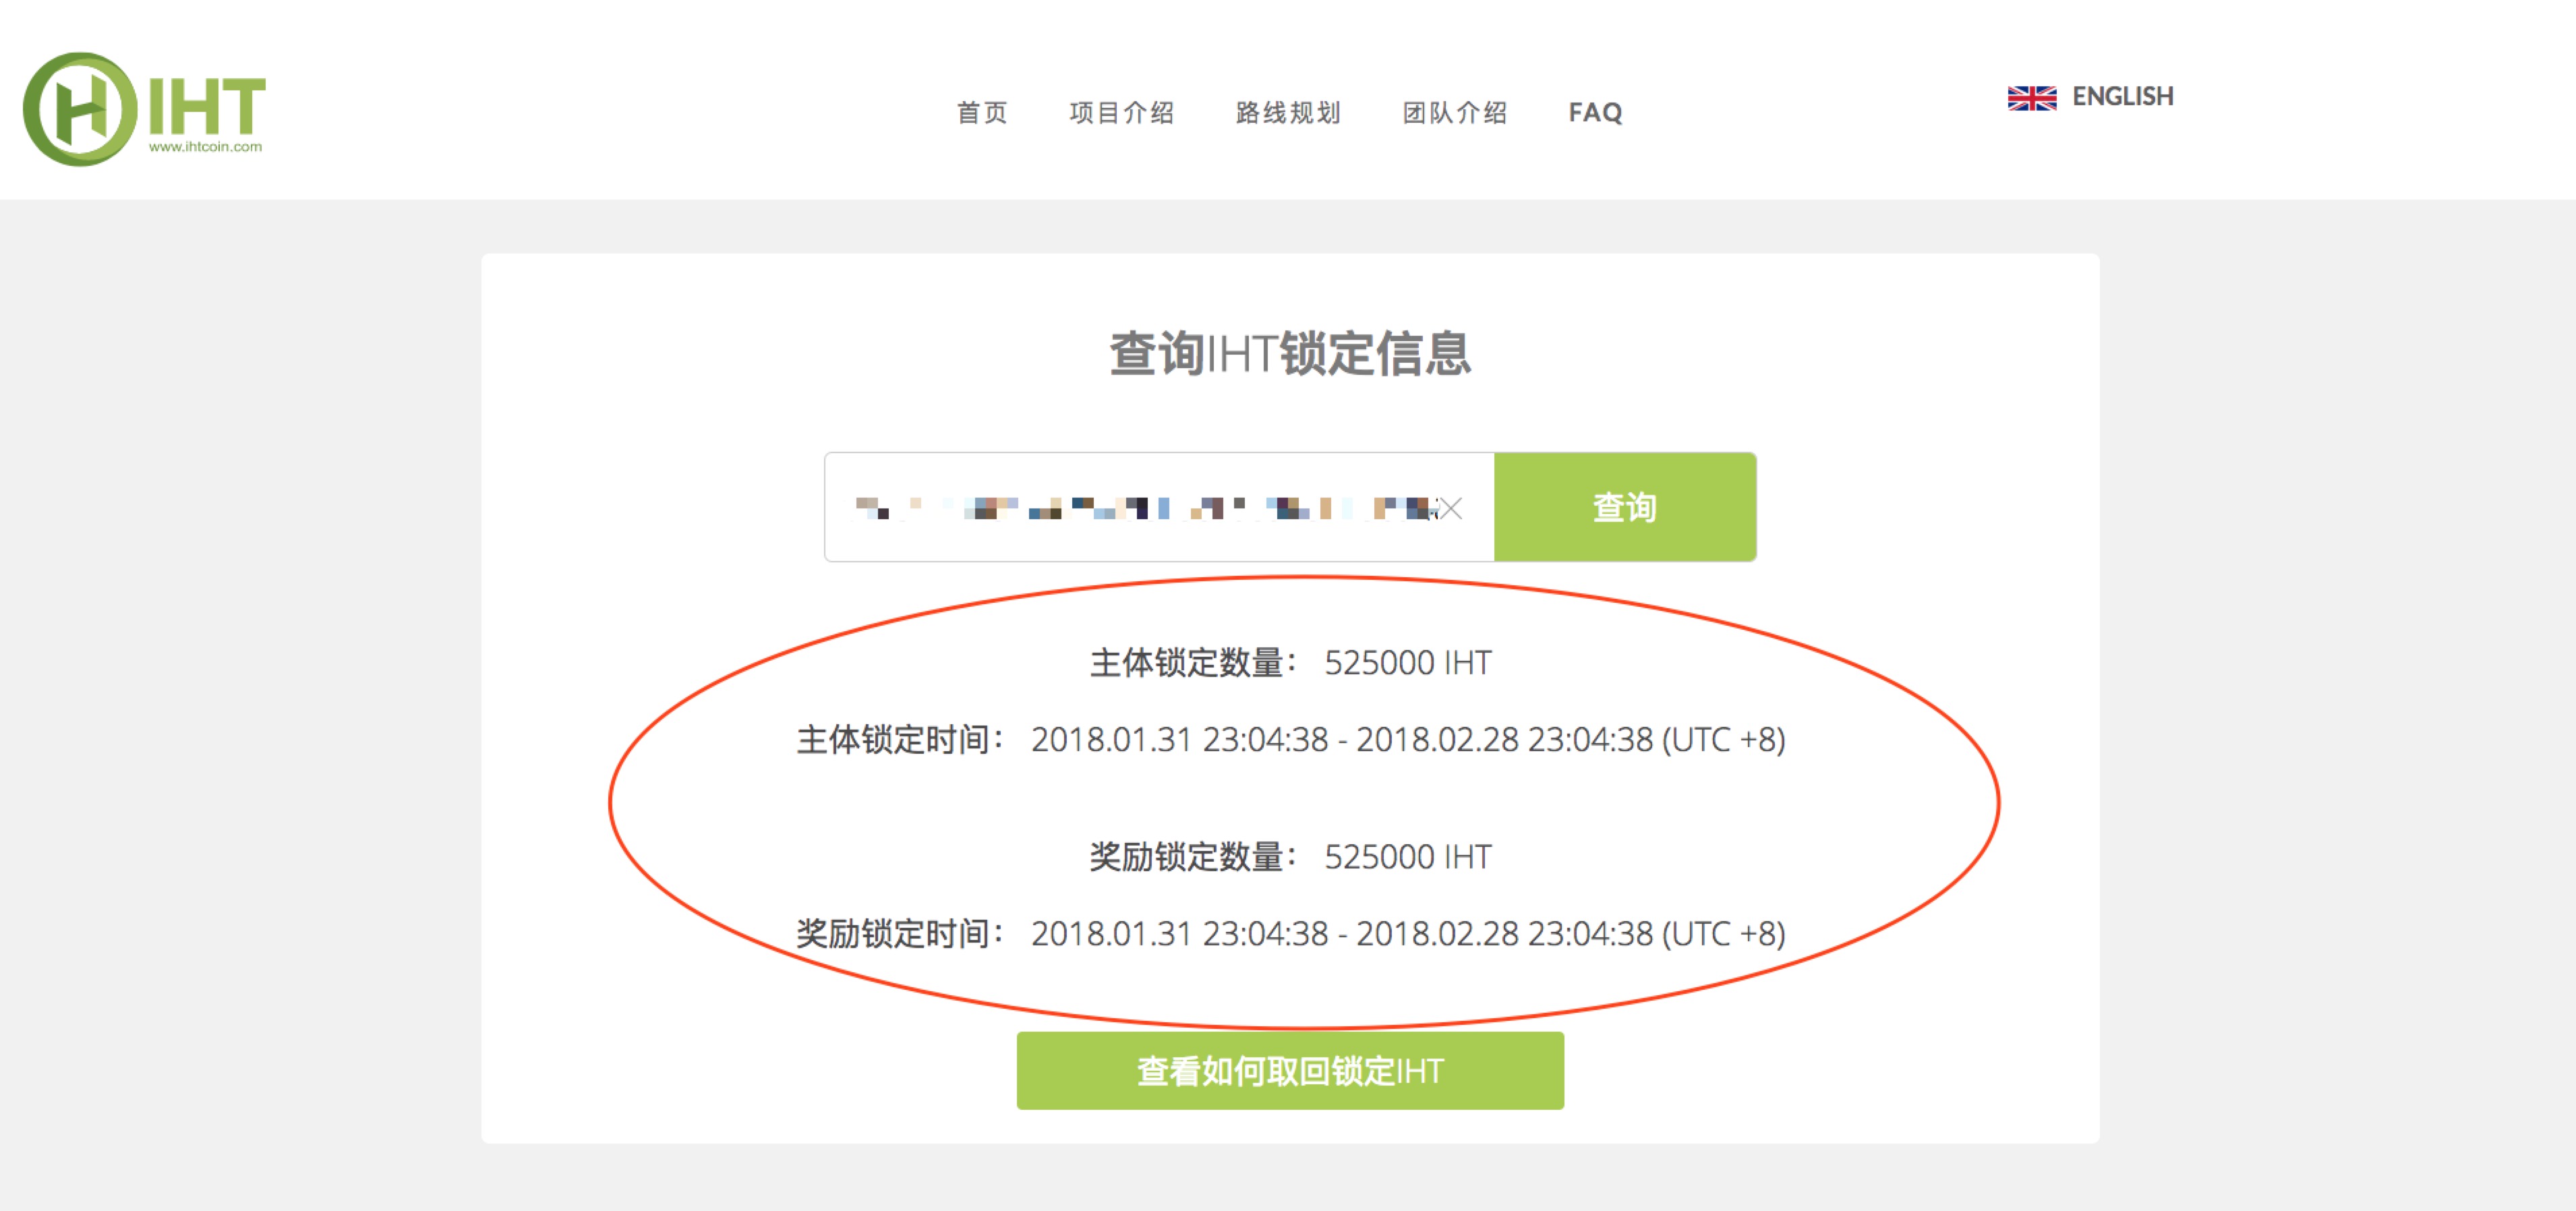 IHT
www.ihtcoin.com
首页 项目介绍 路线规划 团队介绍 FAQ
ENGLISH
查询IHT锁定信息
查询
主体锁定数量： 525000 IHT
主体锁定时间： 2018.01.31 23:04:38 - 2018.02.28 23:04:38 (UTC +8)
奖励锁定数量： 525000 IHT
奖励锁定时间： 2018.01.31 23:04:38 - 2018.02.28 23:04:38 (UTC +8)
查看如何取回锁定IHT